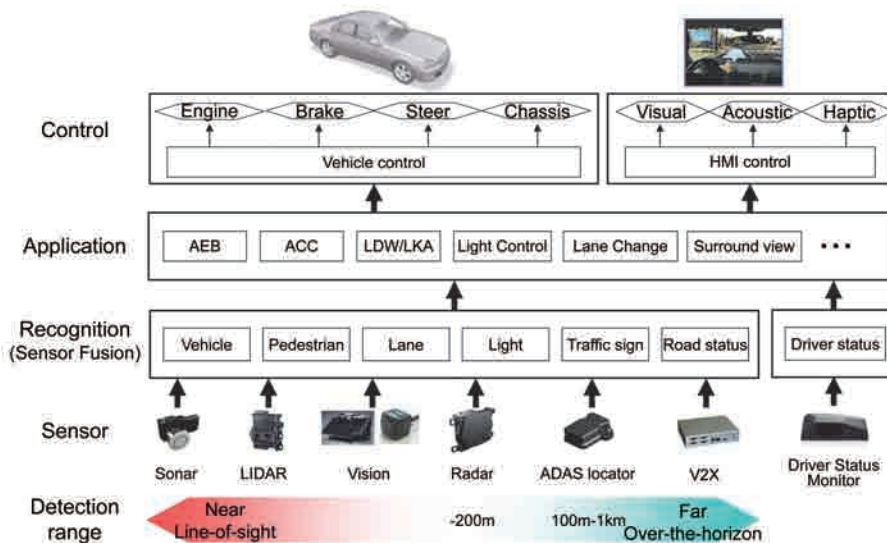 Engine Brake Steer Chassis
Visual Acoustic Haptic
Control
Vehicle control
HMI control
Application
AEB ACC LDW/LKA Light Control Lane Change Surround view ...
Recognition
(Sensor Fusion)
Vehicle Pedestrian Lane Light Traffic sign Road status
Driver status
Sensor
Sonar LIDAR Vision Radar ADAS locator V2X
Driver Status
Monitor
Detection
range
Near
Line-of-sight
-200m
100m-1km
Far
Over-the-horizon